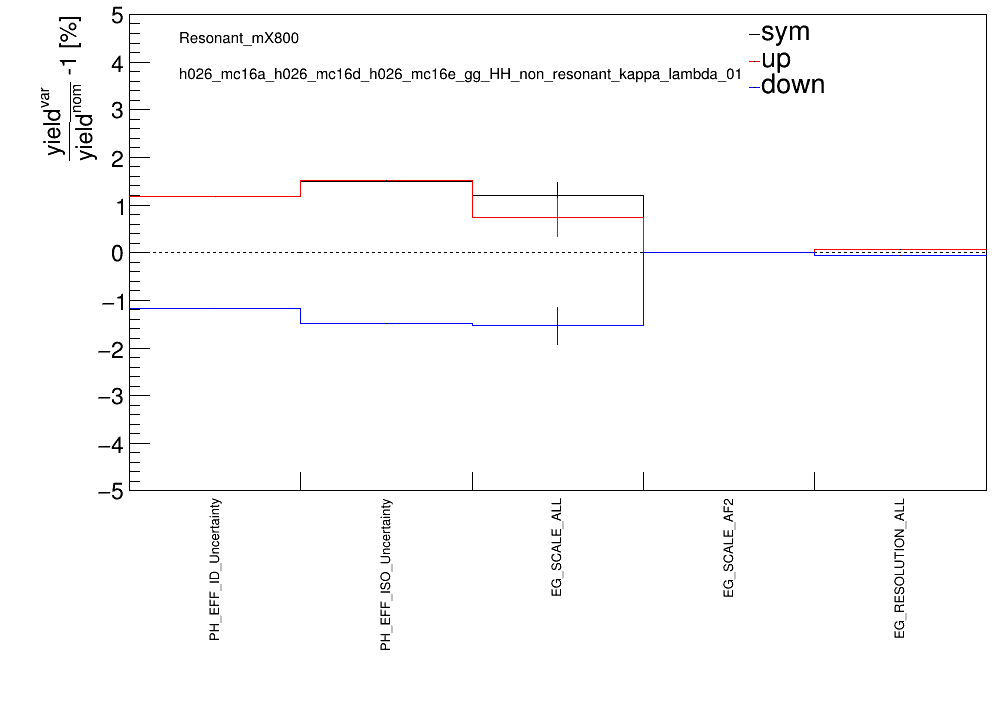 yield^var / yield^nom -1 [%]
5
4
3
2
1
0
−1
−2
−3
−4
−5
Resonant_mX800
h026_mc16a_h026_mc16d_h026_mc16e_gg_HH_non_resonant_kappa_lambda_01
sym
up
down
PH_EFF_ID_Uncertainty
PH_EFF_ISO_Uncertainty
EG_SCALE_ALL
EG_SCALE_AF2
EG_RESOLUTION_ALL